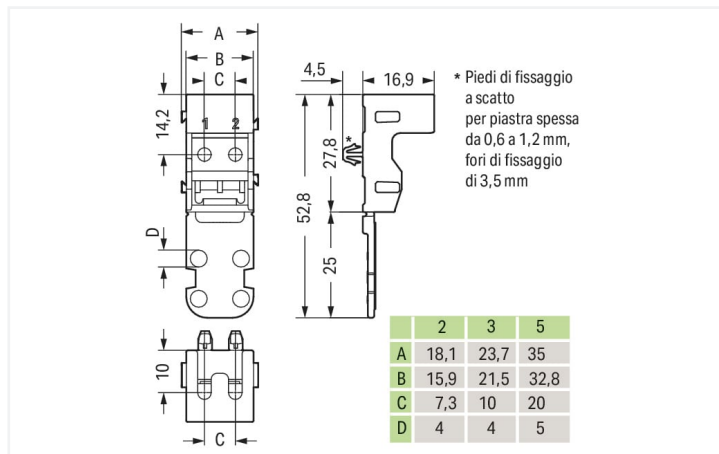 A
B
C
4,5
16,9
* Piedi di fissaggio
a scatto
per piastra spessa
da 0,6 a 1,2 mm,
fori di fissaggio
di 3,5 mm
14,2
1 2
*
27,8
52,8
D
25
10
C
2 3 5
A 18,1 23,7 35
B 15,9 21,5 32,8
C 7,3 10 20
D 4 4 5